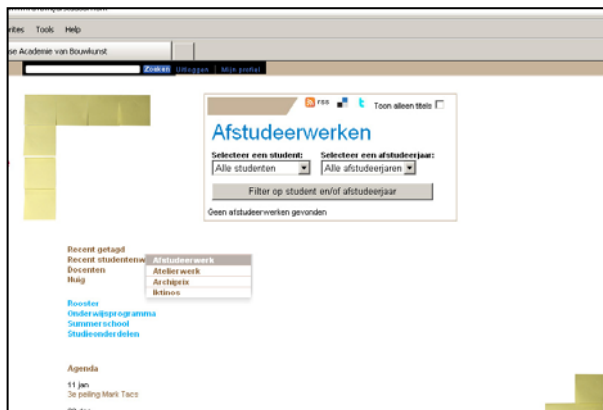 Tools Help
Academie van Bouwkunst
Zoeken Uitloggen | Mijn profiel
rss Toon alleen titels
Afstudeerwerken
Selecteer een student: Selecteer een afstudeerjaar:
Alle studenten Alle afstudeerjaren
Filter op student en/of afstudeerjaar
Geen afstudeerwerken gevonden
Recent getagd
Recent studentenw Afstudeerwerk
Docenten Atelierwerk
Huig Archiprix
Iktinos
Rooster
Onderwijsprogramma
Summerschool
Studieonderdelen
Agenda
11 jan
3e peiling Mark Tacs